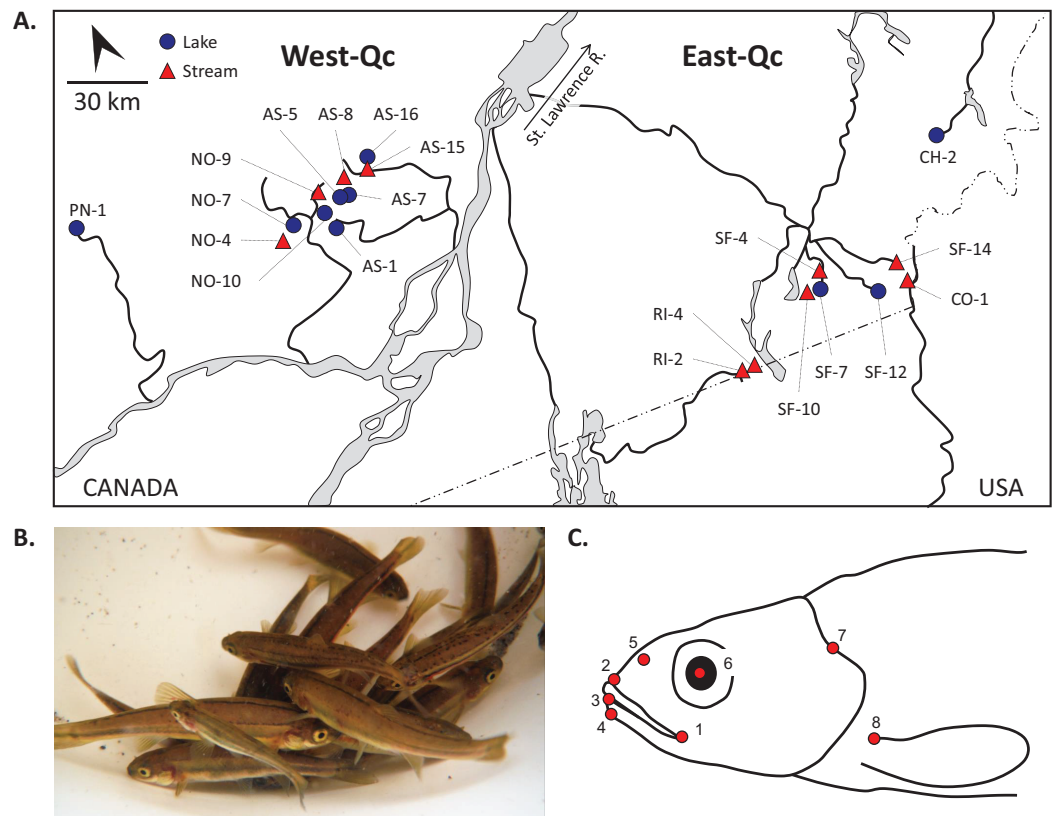 A.
Lake
Stream
30 km
West-Qc
East-Qc
St. Lawrence R.
AS-5
AS-8
AS-16
AS-15
NO-9
NO-7
AS-7
PN-1
NO-4
NO-10
AS-1
CH-2
SF-4
SF-14
CO-1
RI-4
RI-2
SF-7
SF-12
SF-10
CANADA
USA
B.
C.
5
7
2
6
3
4
1
8